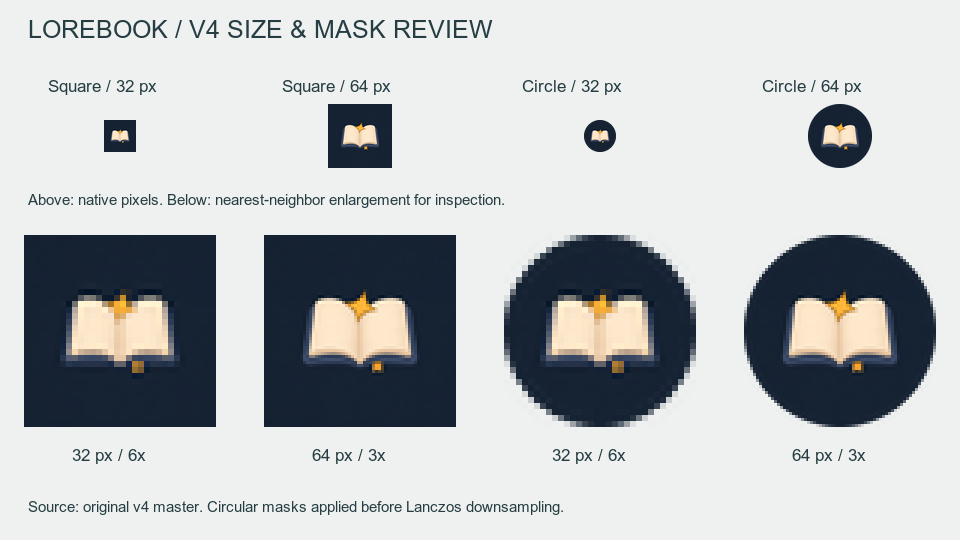 LOREBOOK / V4 SIZE & MASK REVIEW
Square / 32 px
Square / 64 px
Circle / 32 px
Circle / 64 px
Above: native pixels. Below: nearest-neighbor enlargement for inspection.
32 px / 6x
64 px / 3x
32 px / 6x
64 px / 3x
Source: original v4 master. Circular masks applied before Lanczos downsampling.